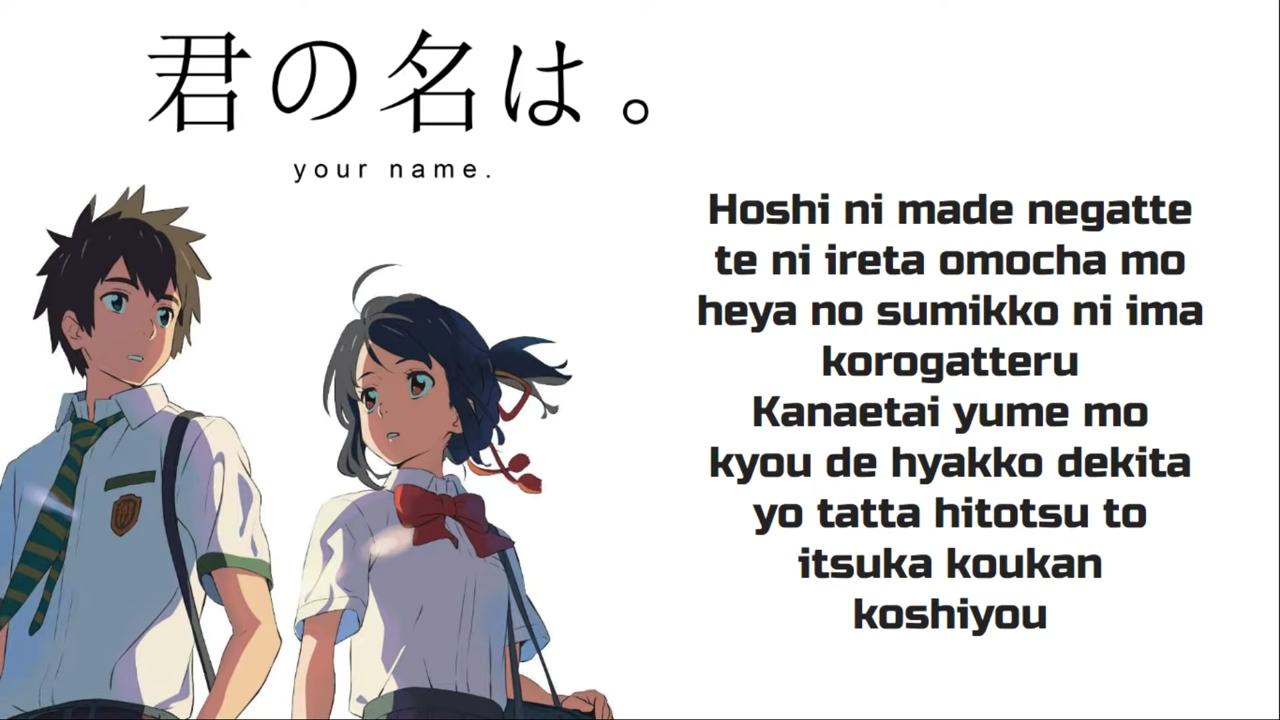 君の名は。
your name.
Hoshi ni made negatte
te ni ireta omocha mo
heya no sumikko ni ima
korogatteru
Kanaetai yume mo
kyou de hyakko dekita
yo tatta hitotsu to
itsuka koukan
koshiyou